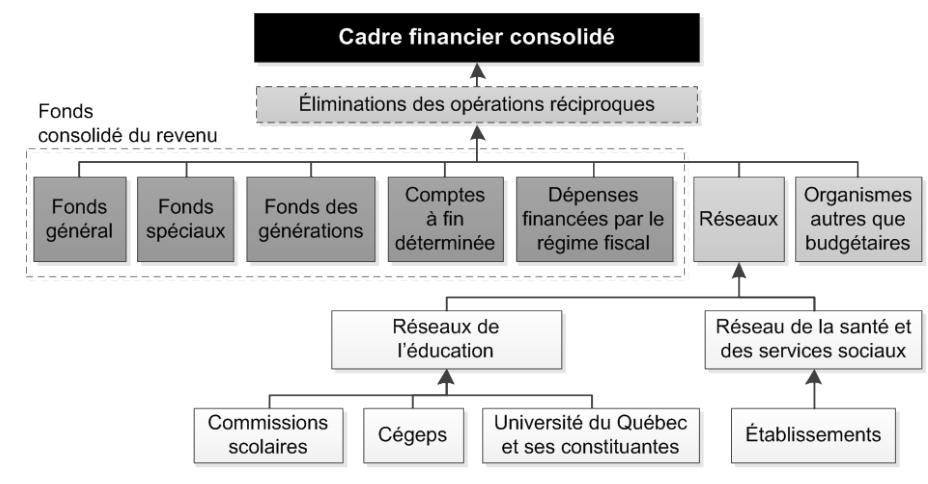 Cadre financier consolidé
Éliminations des opérations réciproques
Fonds
consolidé du revenu
Fonds
général
Fonds
spéciaux
Fonds des
générations
Comptes
à fin
déterminée
Dépenses
financées par le
régime fiscal
Réseaux
Organismes
autres que
budgétaires
Réseaux de
l’éducation
Réseau de la santé et
des services sociaux
Commissions
scolaires
Cégeps
Université du Québec
et ses constituantes
Établissements